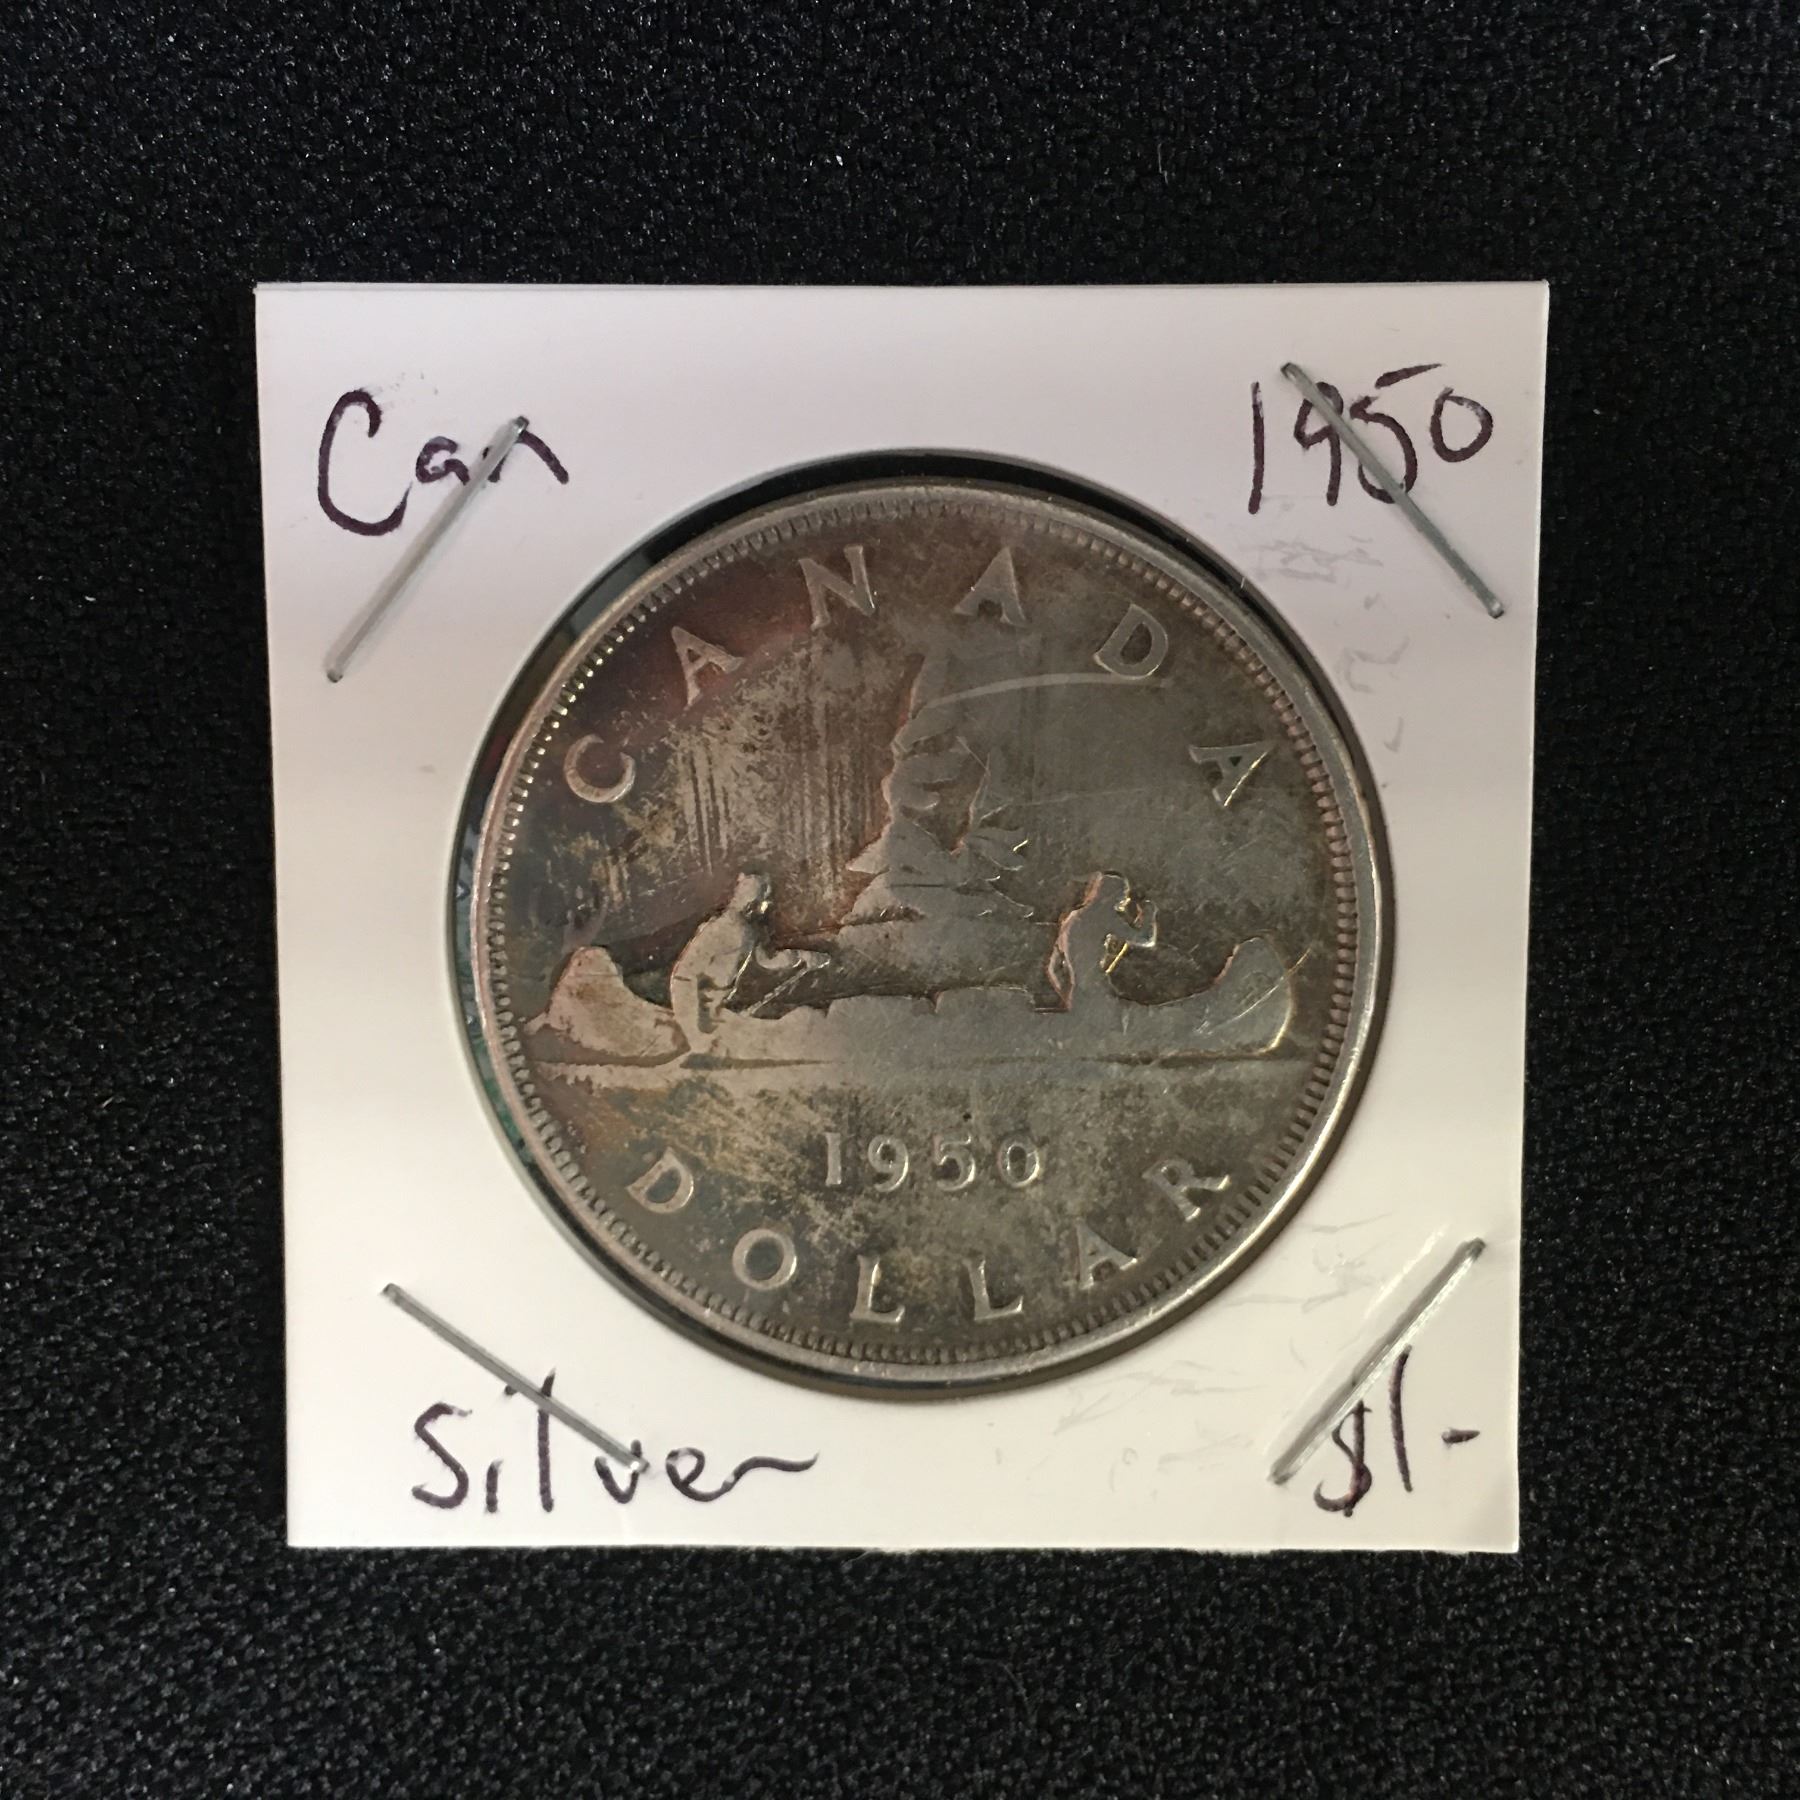 Can 1950
CANADA
1950
DOLLAR
Silver $1-